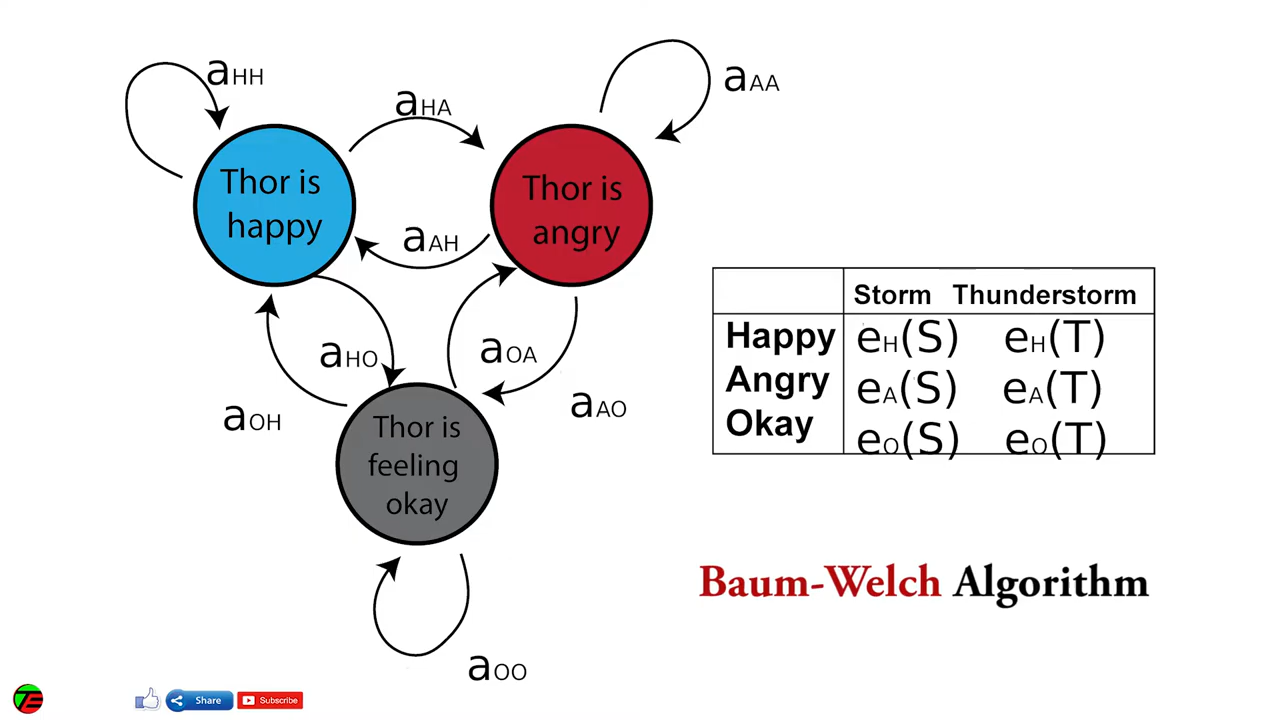 aHH
aHA
aAA
Thor is
happy
Thor is
angry
aAH
aHO
aOA
aOH
aAO
Thor is
feeling
okay
aOO
Storm Thunderstorm
Happy eH(S) eH(T)
Angry eA(S) eA(T)
Okay eO(S) eO(T)
Baum-Welch Algorithm
TE
Share
Subscribe